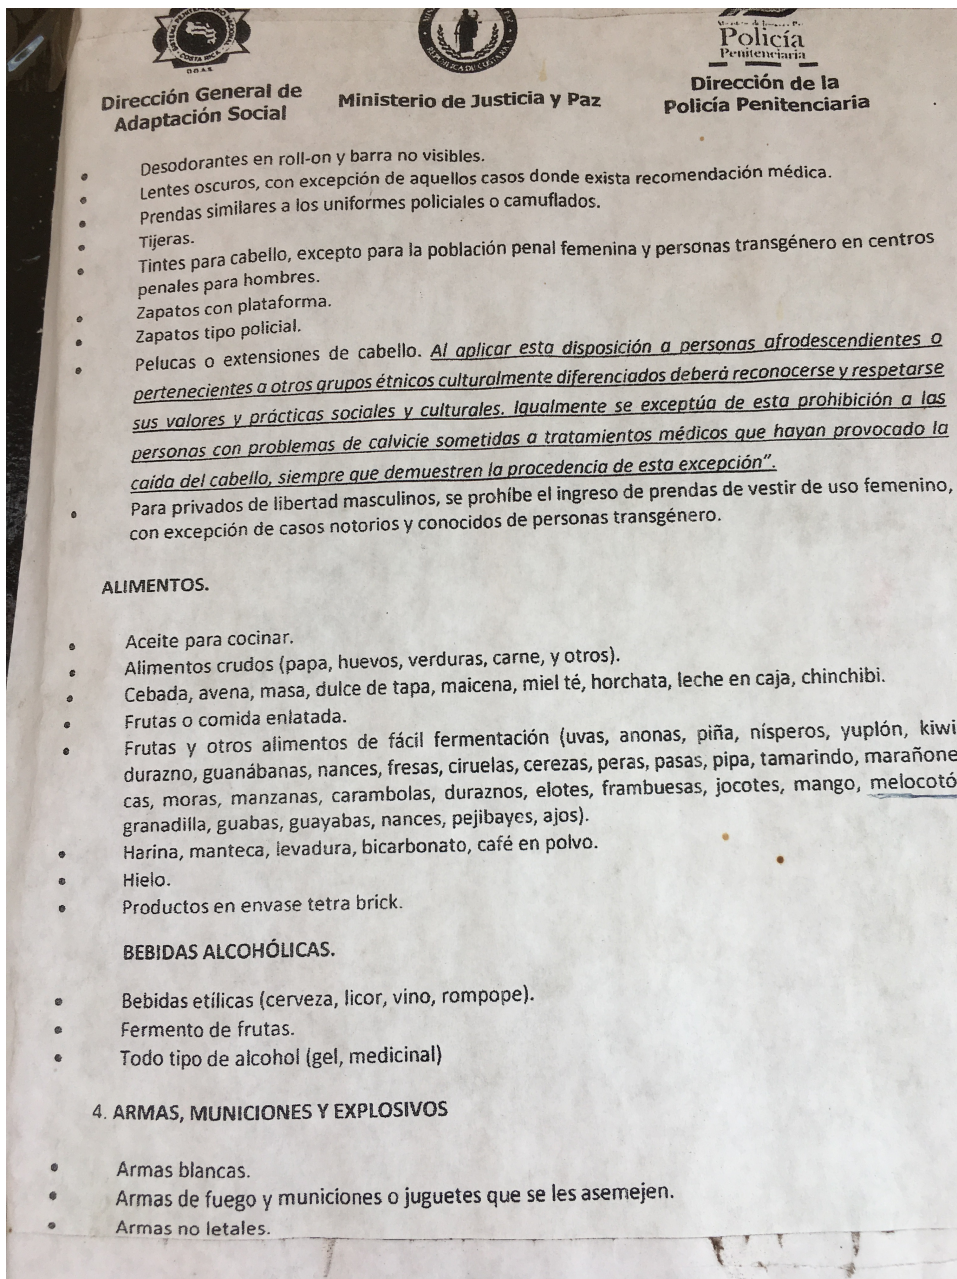 COSTA RICA
D.G.A.S.
Dirección General de
Adaptación Social
REPÚBLICA DE COSTA RICA
Ministerio de Justicia y Paz
Policía
Penitenciaria
Dirección de la
Policía Penitenciaria
• Desodorantes en roll-on y barra no visibles.
• Lentes oscuros, con excepción de aquellos casos donde exista recomendación médica.
• Prendas similares a los uniformes policiales o camuflados.
• Tijeras.
• Tintes para cabello, excepto para la población penal femenina y personas transgénero en centros
penales para hombres.
• Zapatos con plataforma.
• Zapatos tipo policial.
• Pelucas o extensiones de cabello. Al aplicar esta disposición a personas afrodescendientes o
pertenecientes a otros grupos étnicos culturalmente diferenciados deberá reconocerse y respetarse
sus valores y prácticas sociales y culturales. Igualmente se exceptúa de esta prohibición a las
personas con problemas de calvicie sometidas a tratamientos médicos que hayan provocado la
caída del cabello, siempre que demuestren la procedencia de esta excepción”.
• Para privados de libertad masculinos, se prohíbe el ingreso de prendas de vestir de uso femenino,
con excepción de casos notorios y conocidos de personas transgénero.
ALIMENTOS.
• Aceite para cocinar.
• Alimentos crudos (papa, huevos, verduras, carne, y otros).
• Cebada, avena, masa, dulce de tapa, maicena, miel té, horchata, leche en caja, chinchibi.
• Frutas o comida enlatada.
• Frutas y otros alimentos de fácil fermentación (uvas, anonas, piña, nísperos, yuplón, kiwi
durazno, guanábanas, nances, fresas, ciruelas, cerezas, peras, pasas, pipa, tamarindo, marañone
cas, moras, manzanas, carambolas, duraznos, elotes, frambuesas, jocotes, mango, melocotó
granadilla, guabas, guayabas, nances, pejibayes, ajos).
• Harina, manteca, levadura, bicarbonato, café en polvo.
• Hielo.
• Productos en envase tetra brick.
BEBIDAS ALCOHÓLICAS.
• Bebidas etílicas (cerveza, licor, vino, rompope).
• Fermento de frutas.
• Todo tipo de alcohol (gel, medicinal)
4. ARMAS, MUNICIONES Y EXPLOSIVOS
• Armas blancas.
• Armas de fuego y municiones o juguetes que se les asemejen.
• Armas no letales.